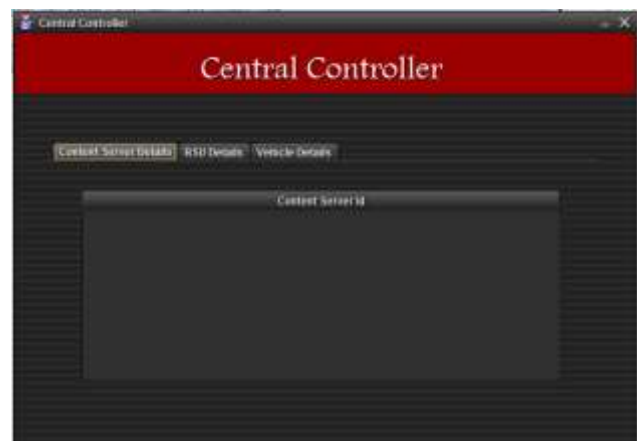 Central Controller
Central Controller
Content Server Details RSU Details Vehicle Details
Content Server Id